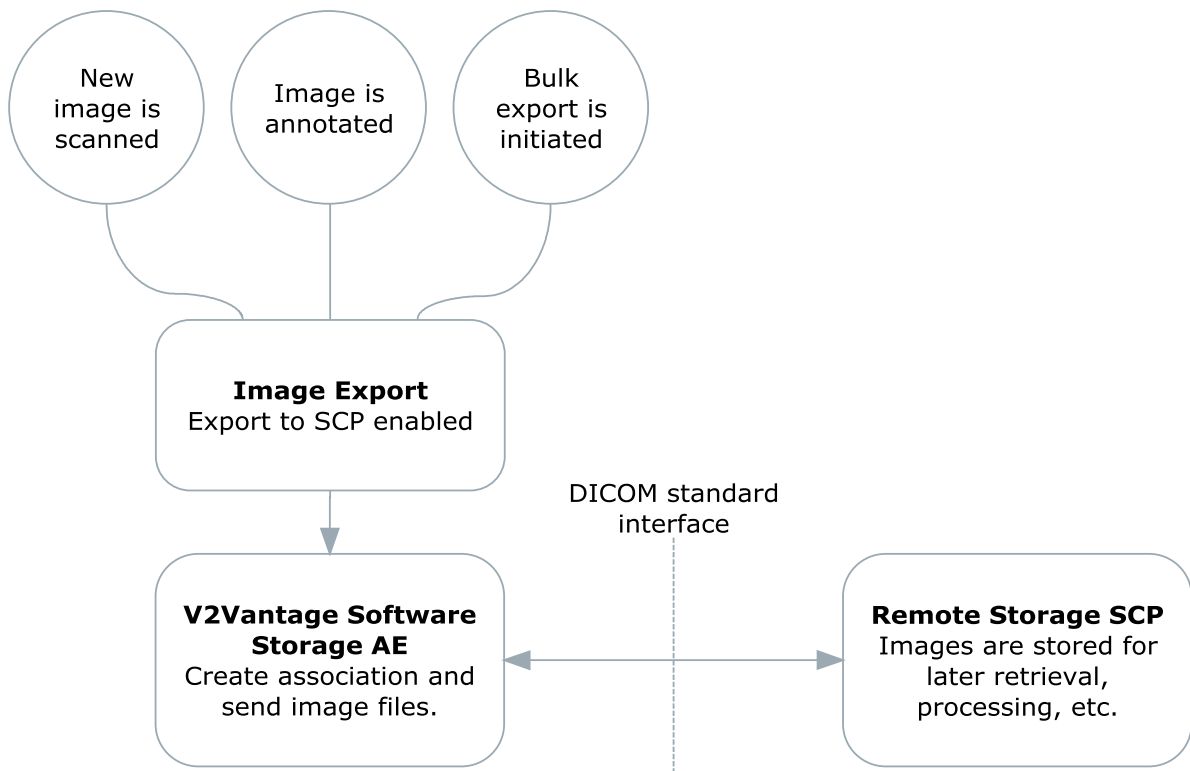 New
image is
scanned
Image is
annotated
Bulk
export is
initiated
Image Export
Export to SCP enabled
DICOM standard
interface
V2Vantage Software
Storage AE
Create association and
send image files.
Remote Storage SCP
Images are stored for
later retrieval,
processing, etc.